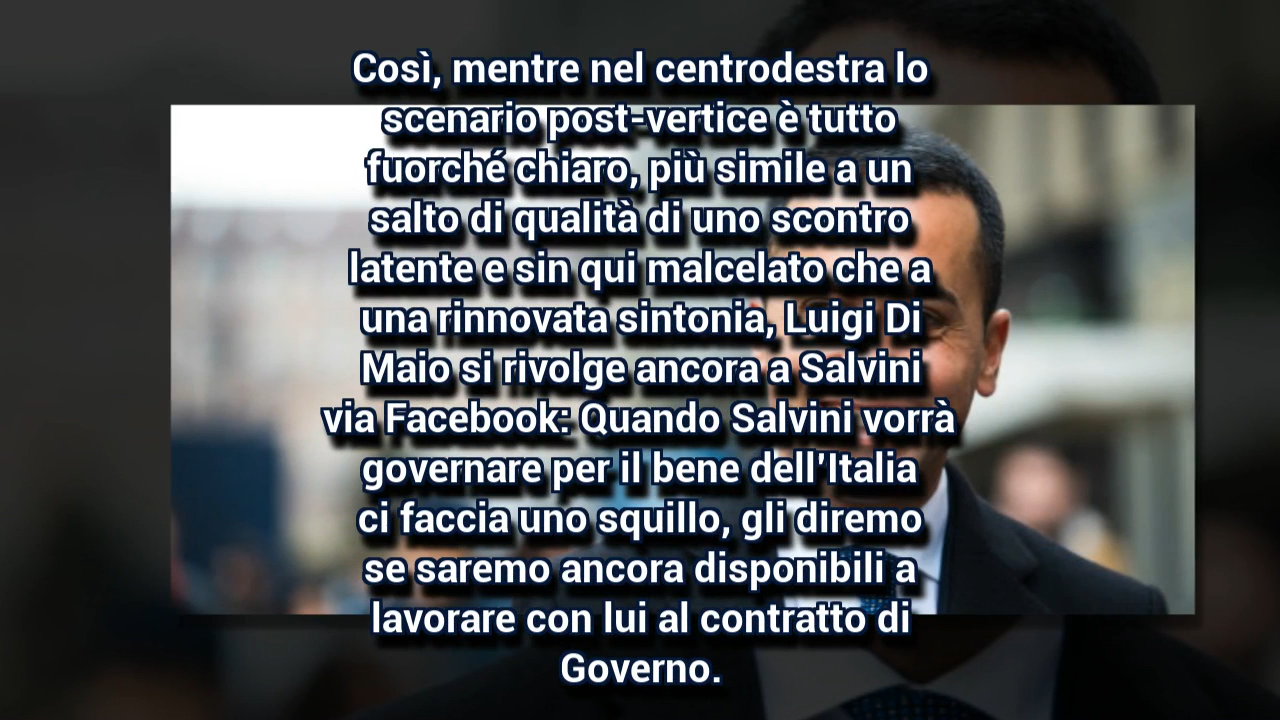 Così, mentre nel centrodestra lo
scenario post-vertice è tutto
fuorché chiaro, più simile a un
salto di qualità di uno scontro
latente e sin qui malcelato che a
una rinnovata sintonia, Luigi Di
Maio si rivolge ancora a Salvini
via Facebook: Quando Salvini vorrà
governare per il bene dell'Italia
ci faccia uno squillo, gli diremo
se saremo ancora disponibili a
lavorare con lui al contratto di
Governo.